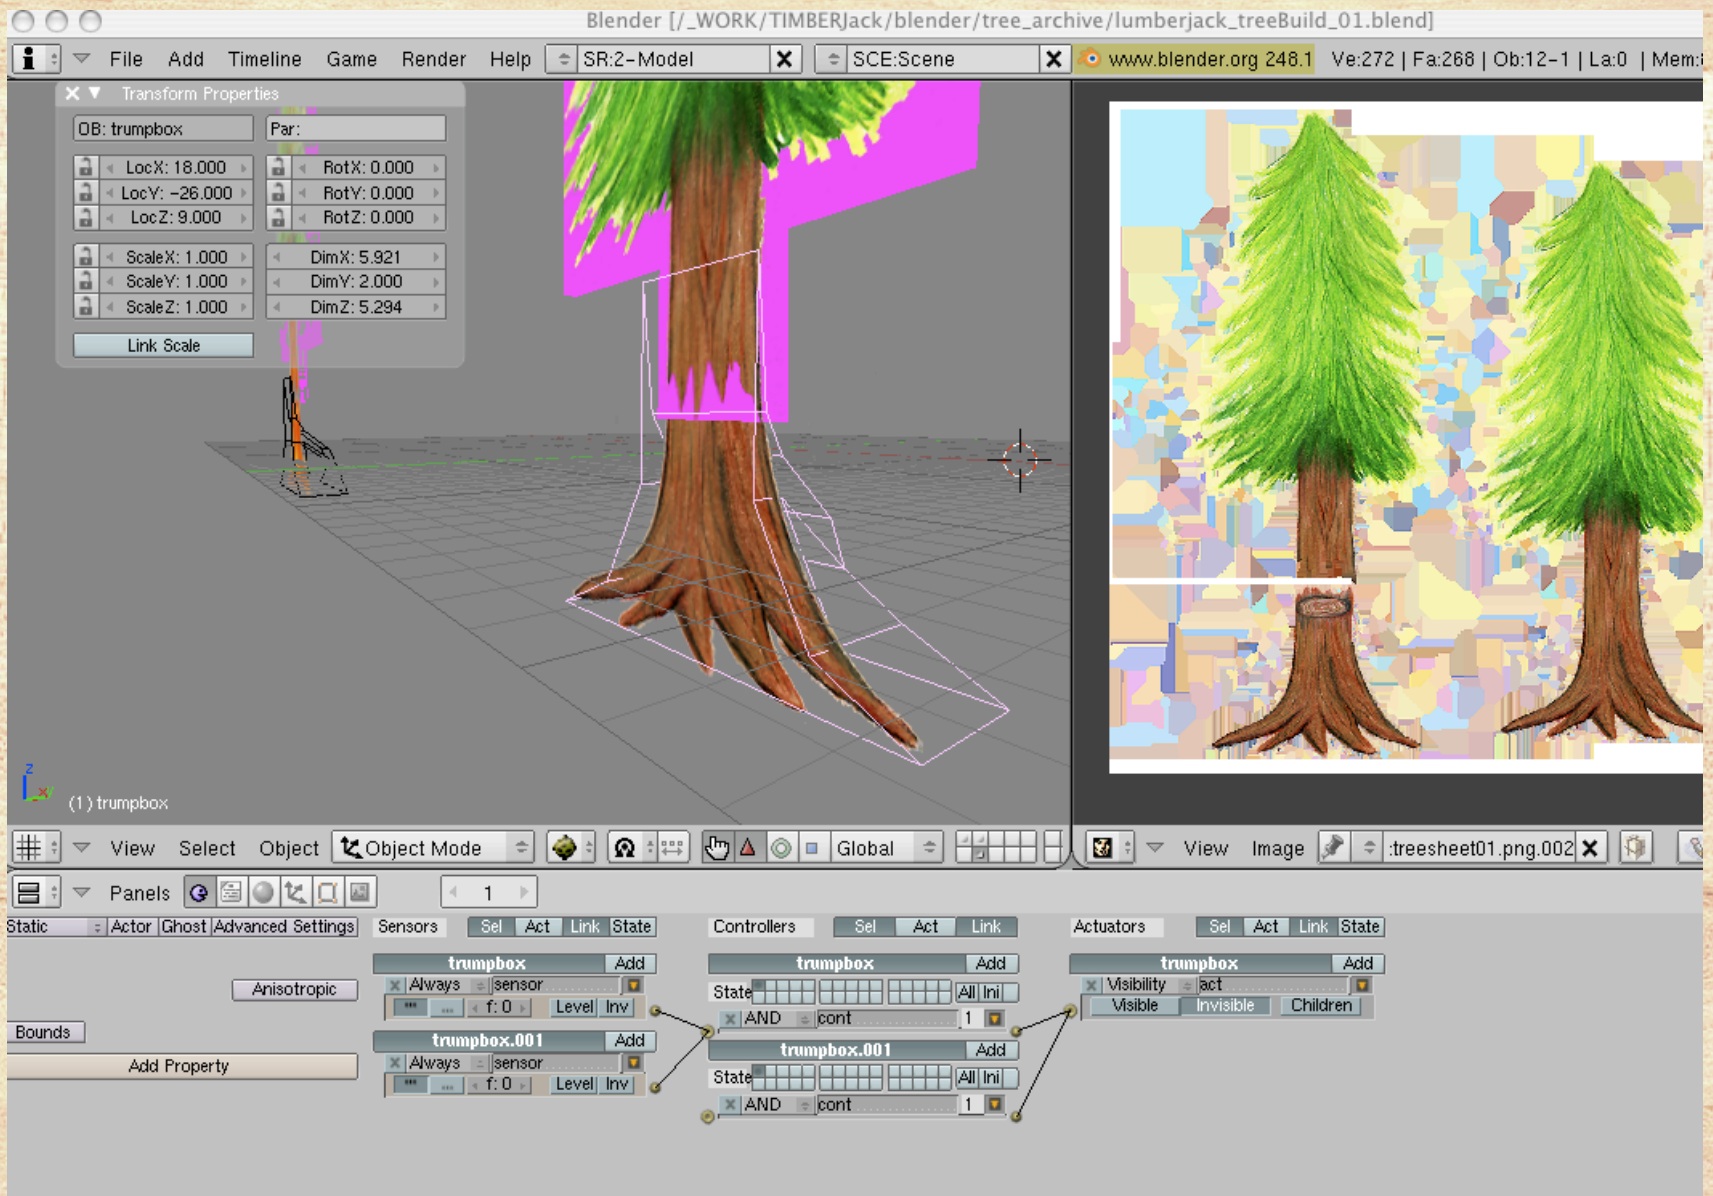 Blender [/_WORK/TIMBERJack/blender/tree_archive/lumberjack_treeBuild_01.blend]
File Add Timeline Game Render Help SR:2-Model SCE:Scene www.blender.org 248.1 Ve:272 | Fa:268 | Ob:12-1 | La:0 | Mem:
Transform Properties
OB: trumpbox Par:
LocX: 18.000 RotX: 0.000
LocY: -26.000 RotY: 0.000
LocZ: 9.000 RotZ: 0.000
ScaleX: 1.000 DimX: 5.921
ScaleY: 1.000 DimY: 2.000
ScaleZ: 1.000 DimZ: 5.294
Link Scale
z
x
(1) trumpbox
View Select Object Object Mode Global
View Image :treesheet01.png.002
Panels 1
Static Actor Ghost Advanced Settings Sensors Sel Act Link State Controllers Sel Act Link Actuators Sel Act Link State
trumpbox Add trumpbox Add trumpbox Add
Anisotropic Always sensor State All Ini Visibility act
f: 0 Level Inv Visible Invisible Children
AND cont 1
Bounds trumpbox.001 Add trumpbox.001 Add
Add Property Always sensor State All Ini
f: 0 Level Inv
AND cont 1